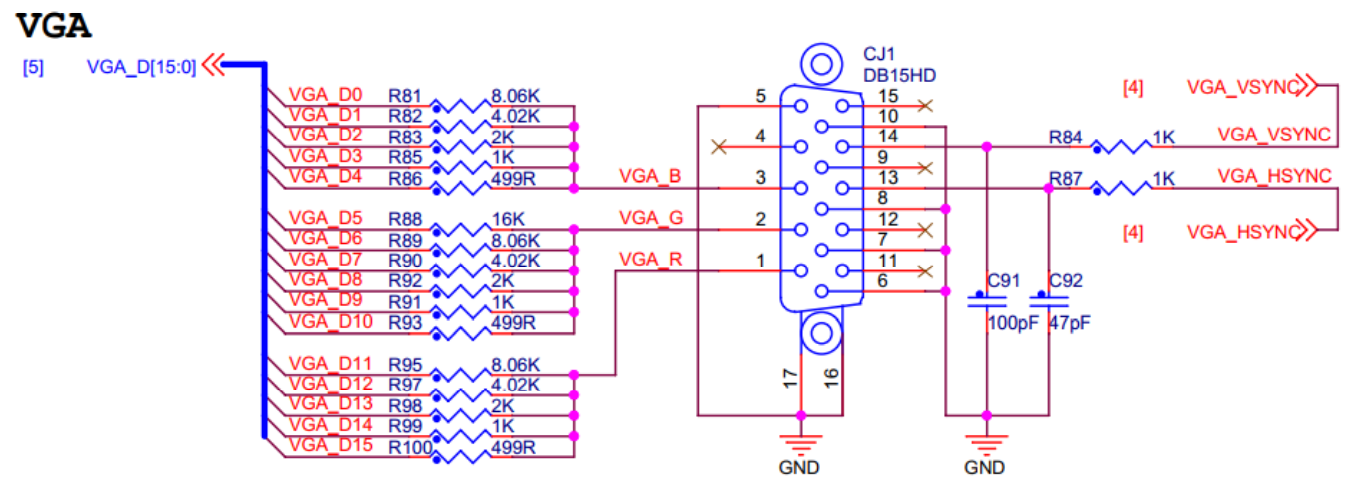 VGA
[5] VGA_D[15:0]
VGA_D0 R81 8.06K
VGA_D1 R82 4.02K
VGA_D2 R83 2K
VGA_D3 R85 1K
VGA_D4 R86 499R
VGA_B
VGA_D5 R88 16K
VGA_G
VGA_D6 R89 8.06K
VGA_D7 R90 4.02K
VGA_R
VGA_D8 R92 2K
VGA_D9 R91 1K
VGA_D10 R93 499R
VGA_D11 R95 8.06K
VGA_D12 R97 4.02K
VGA_D13 R98 2K
VGA_D14 R99 1K
VGA_D15 R100 499R
CJ1
DB15HD
5
4
3
2
1
15
10
14
9
13
8
12
7
11
6
17
16
GND
[4] VGA_VSYNC
R84 1K VGA_VSYNC
R87 1K VGA_HSYNC
[4] VGA_HSYNC
C91
100pF
C92
47pF
GND